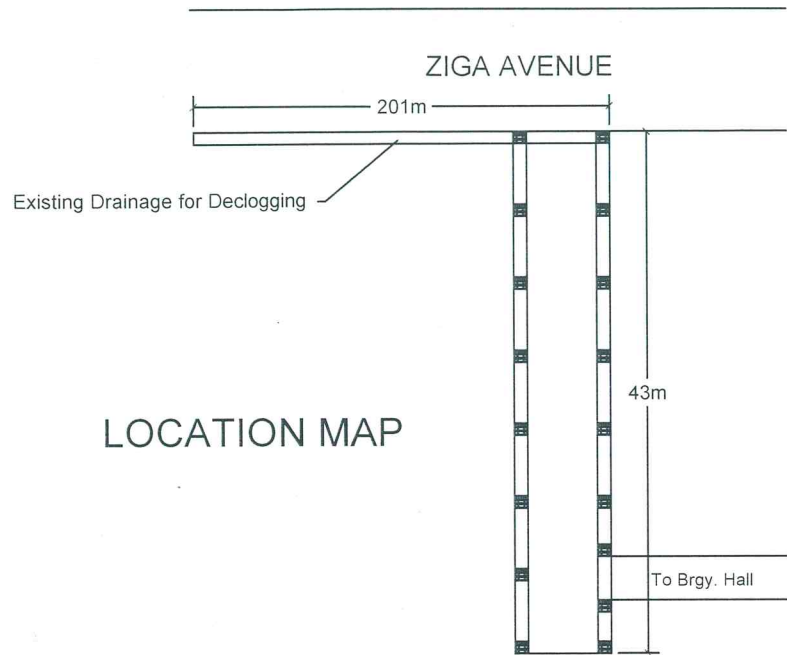 ZIGA AVENUE
201m
Existing Drainage for Declogging
43m
LOCATION MAP
To Brgy. Hall